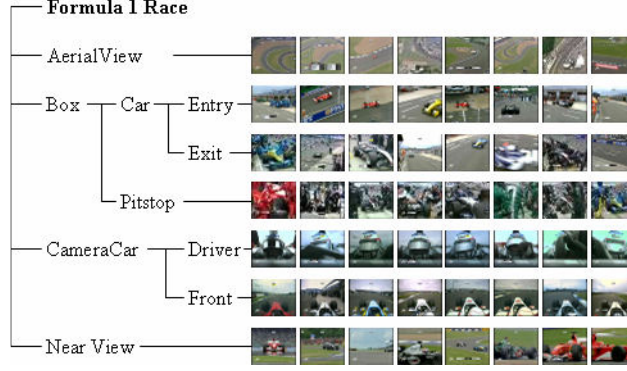 Formula 1 Race
AerialView
Box Car Entry
Exit
Pitstop
CameraCar Driver
Front
Near View